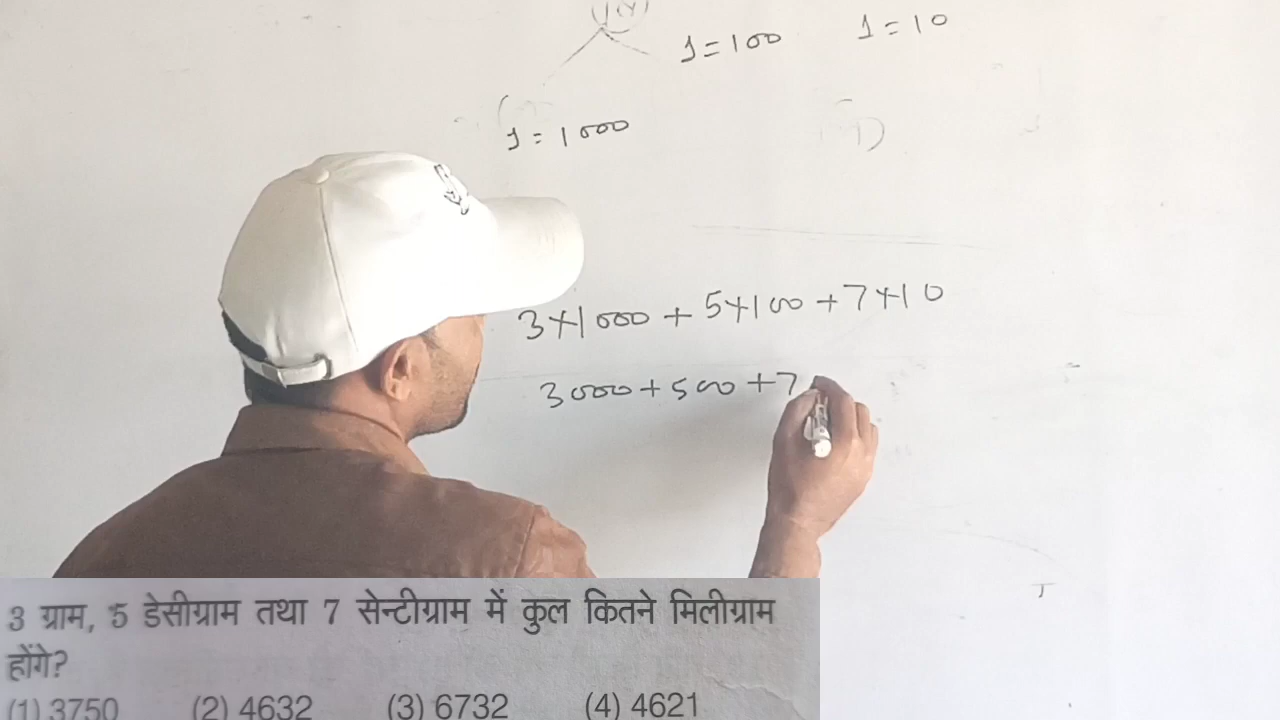 1=100 1=10
1=1000
3×1000+5×100+7×10
3000+500+7
3 ग्राम, 5 डेसीग्राम तथा 7 सेन्टीग्राम में कुल कितने मिलीग्राम
होंगे?
(1) 3750 (2) 4632 (3) 6732 (4) 4621